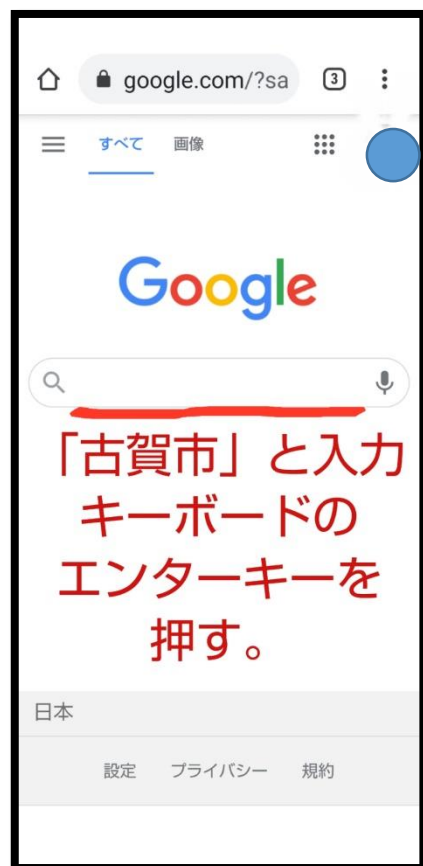 google.com/?sa 3
すべて 画像
Google
「古賀市」と入力
キーボードの
エンターキーを
押す。
日本
設定 プライバシー 規約